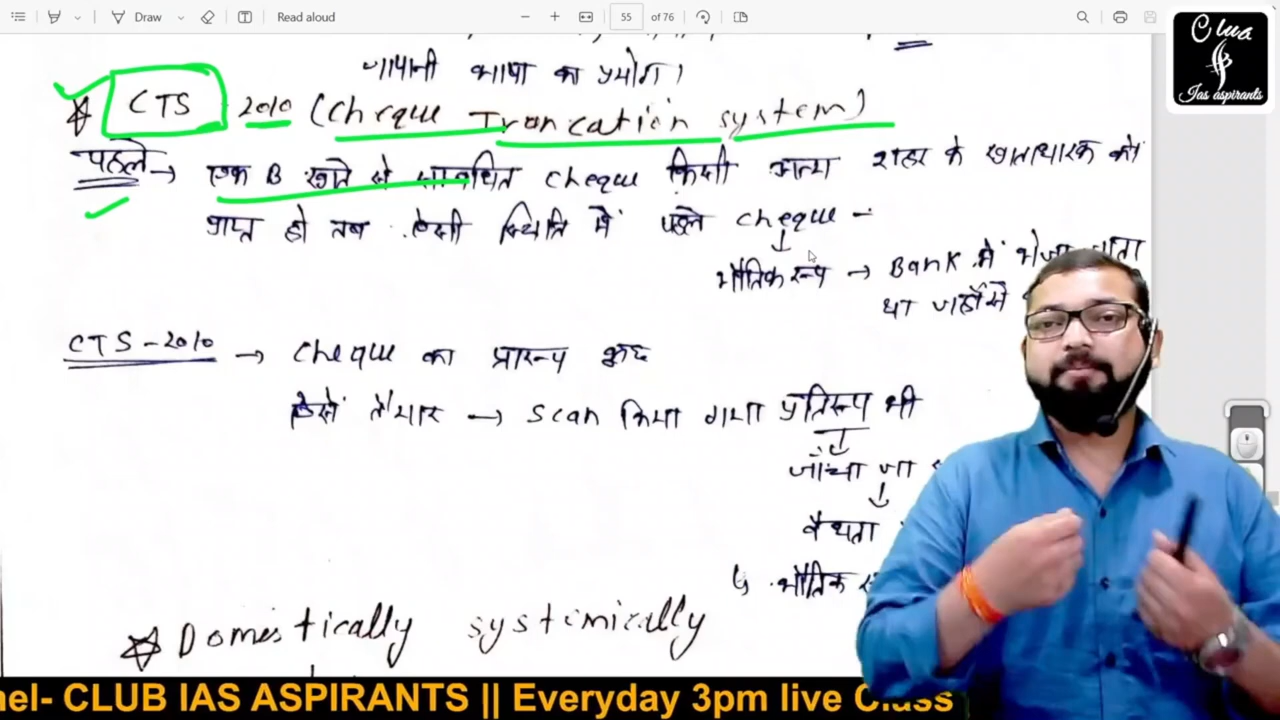 Draw
Read aloud
55 of 76
Club
Ias aspirants
भाषा का प्रयोग।
CTS 2010 (Cheque Truncation system)
पहले → एक B खाते से सम्बंधित cheque किसी अन्य शहर के खाताधारक को
प्राप्त हो तब ऐसी स्थिति में पहले cheque -
भौतिक रूप → Bank में भेजा जाता
था जहाँ से
CTS-2010 → Cheque का प्रारूप कुछ
ऐसे तैयार → Scan किया गया प्रतिरूप भी
जाँचा जा
वैधता
भौतिक
Domestically systemically
nel- CLUB IAS ASPIRANTS || Everyday 3pm live Class